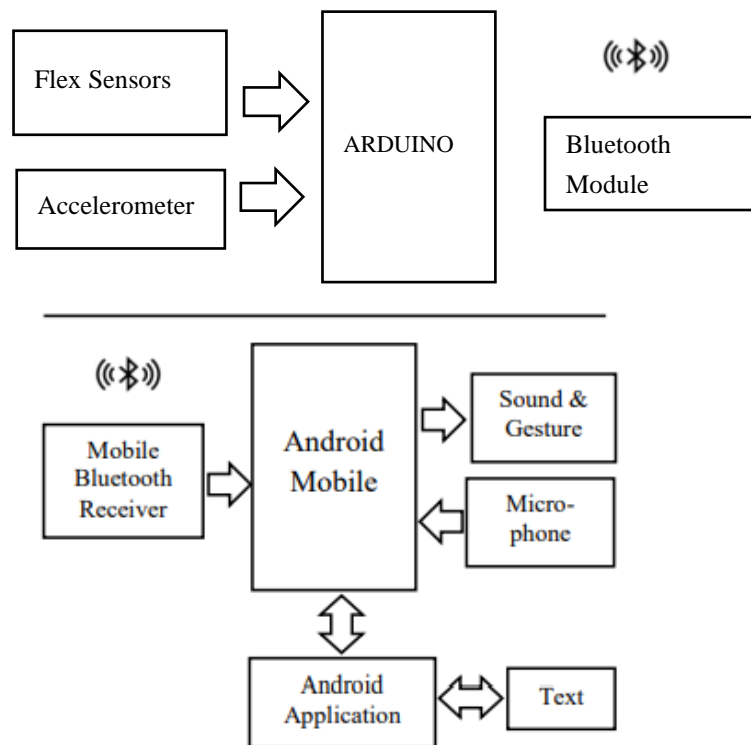 Flex Sensors
Accelerometer
ARDUINO
Bluetooth
Module
Mobile
Bluetooth
Receiver
Android
Mobile
Sound &
Gesture
Micro-
phone
Android
Application
Text